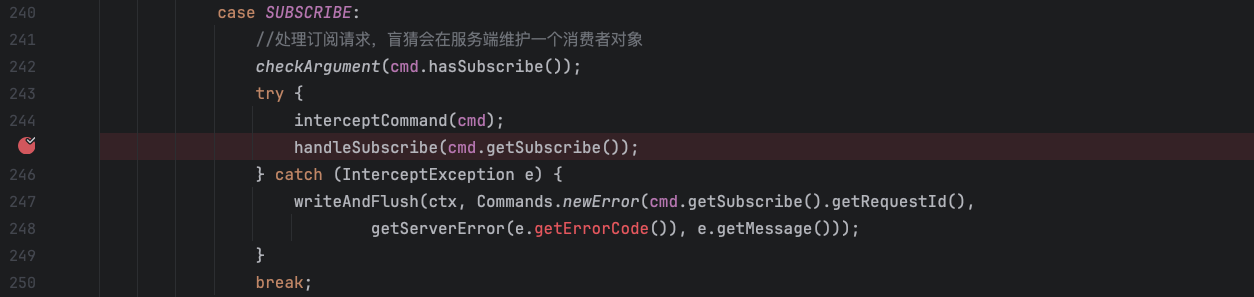 240 case SUBSCRIBE:
241 //处理订阅请求，盲猜会在服务端维护一个消费者对象
242 checkArgument(cmd.hasSubscribe());
243 try {
244 interceptCommand(cmd);
handleSubscribe(cmd.getSubscribe());
246 } catch (InterceptException e) {
247 writeAndFlush(ctx, Commands.newError(cmd.getSubscribe().getRequestId(),
248 getServerError(e.getErrorCode()), e.getMessage()));
249 }
250 break;